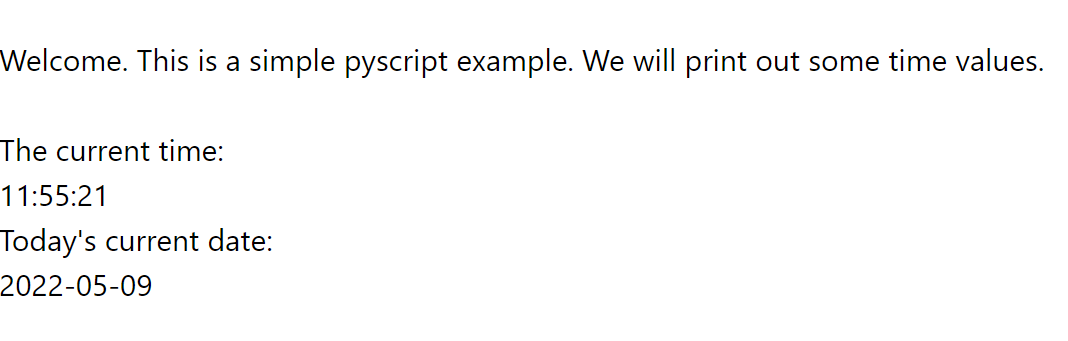 Welcome. This is a simple pyscript example. We will print out some time values.
The current time:
11:55:21
Today's current date:
2022-05-09